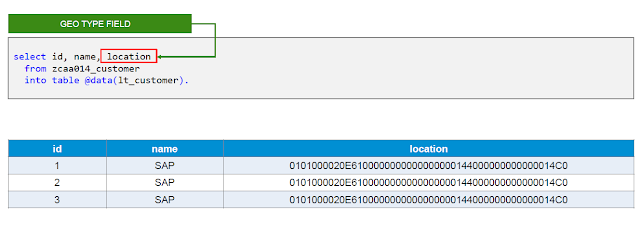 GEO TYPE FIELD
select id, name, location
from zcaa014_customer
into table @data(lt_customer).
id name location
1 SAP 0101000020E6100000000000000000144000000000000014C0
2 SAP 0101000020E6100000000000000000144000000000000014C0
3 SAP 0101000020E6100000000000000000144000000000000014C0